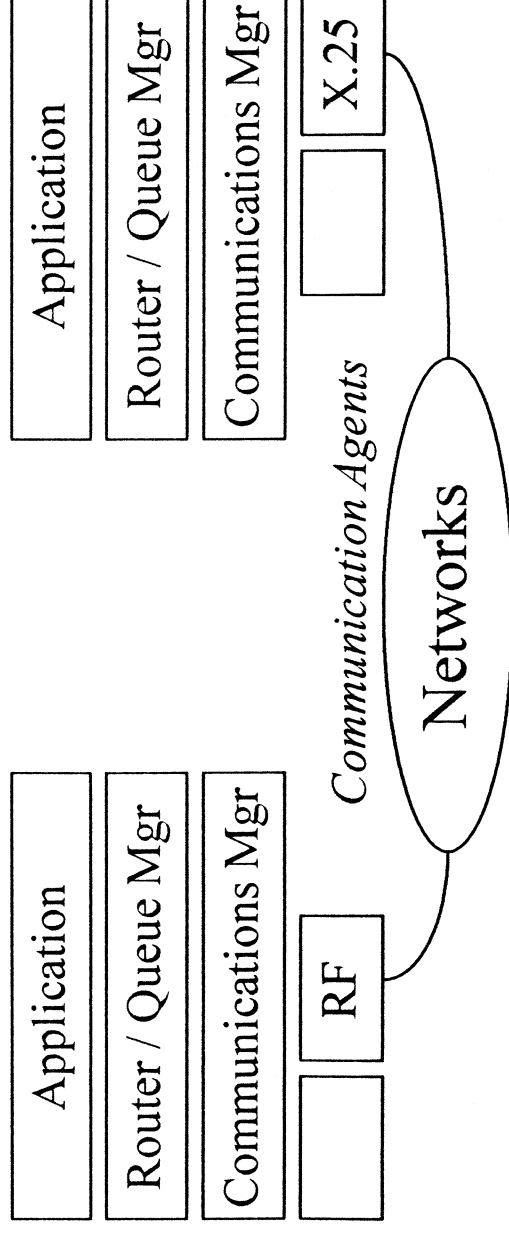 Application
Application
Router / Queue Mgr
Router / Queue Mgr
Communications Mgr
Communications Mgr
RF
X.25
Communication Agents
Networks